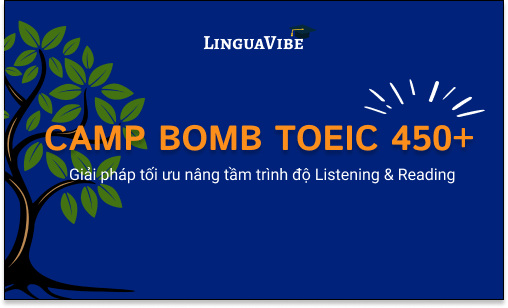 LINGUAVIBE
CAMP BOMB TOEIC 450+
Giải pháp tối ưu nâng tầm trình độ Listening & Reading